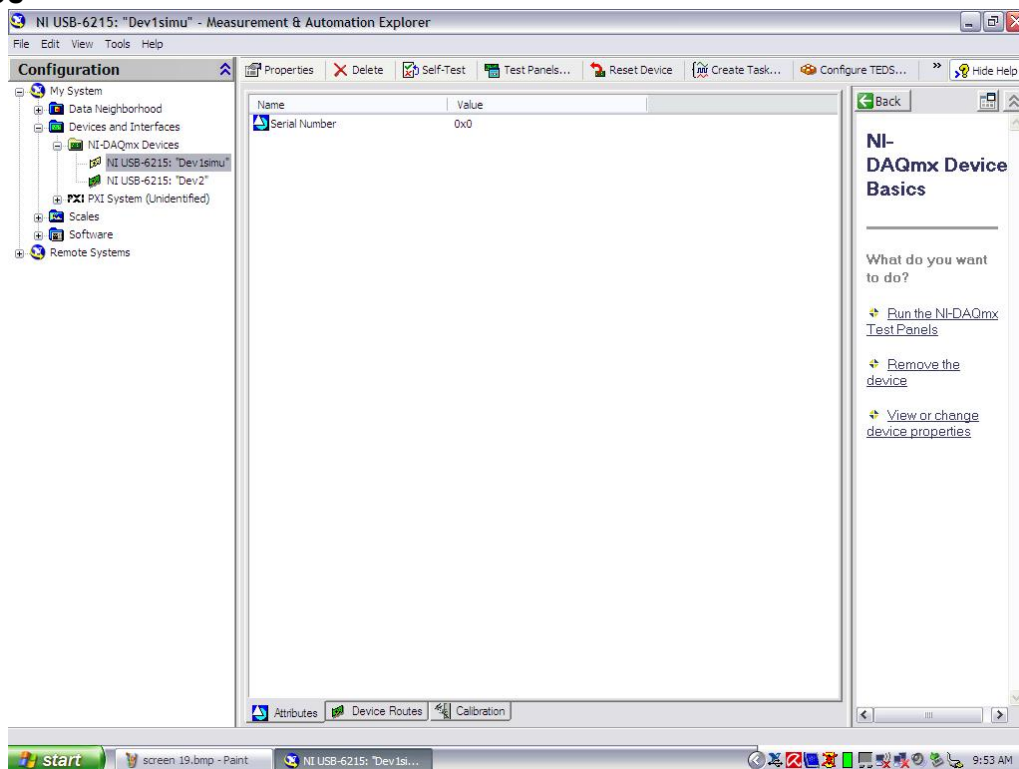 NI USB-6215: "Dev1simu" - Measurement & Automation Explorer
File Edit View Tools Help
Configuration
Properties Delete Self-Test Test Panels... Reset Device Create Task... Configure TEDS... » Hide Help
My System
Data Neighborhood
Devices and Interfaces
NI-DAQmx Devices
NI USB-6215: "Dev1simu"
NI USB-6215: "Dev2"
PXI PXI System (Unidentified)
Scales
Software
Remote Systems
Name Value
Serial Number 0x0
Attributes Device Routes Calibration
Back
NI-
DAQmx Device
Basics
What do you want
to do?
Run the NI-DAQmx
Test Panels
Remove the
device
View or change
device properties
start screen 19.bmp - Paint NI USB-6215: "Dev1si... 9:53 AM